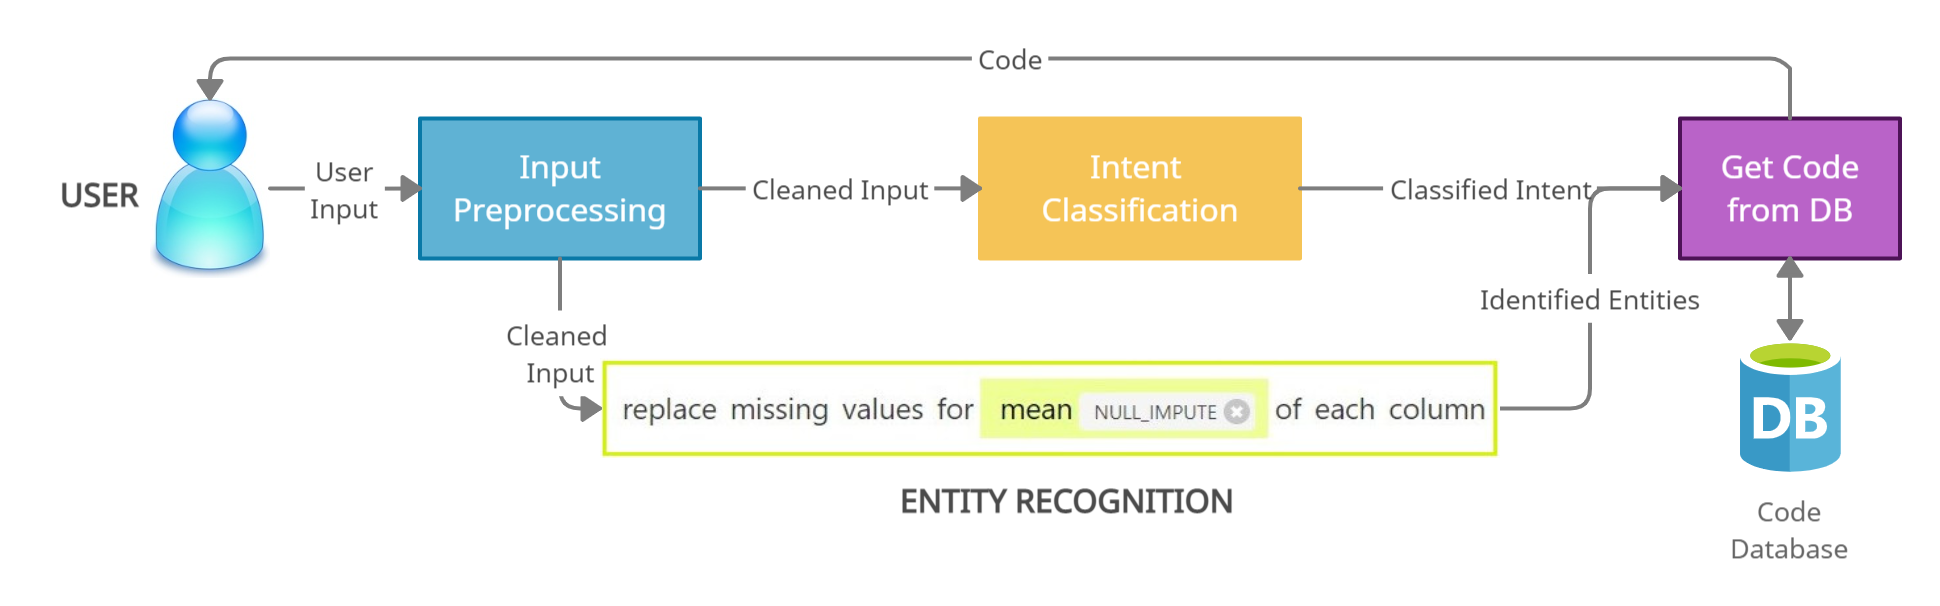 Code
USER
User
Input
Input
Preprocessing
Cleaned Input
Intent
Classification
Classified Intent
Get Code
from DB
Identified Entities
Cleaned
Input
replace missing values for mean NULL_IMPUTE of each column
ENTITY RECOGNITION
DB
Code
Database